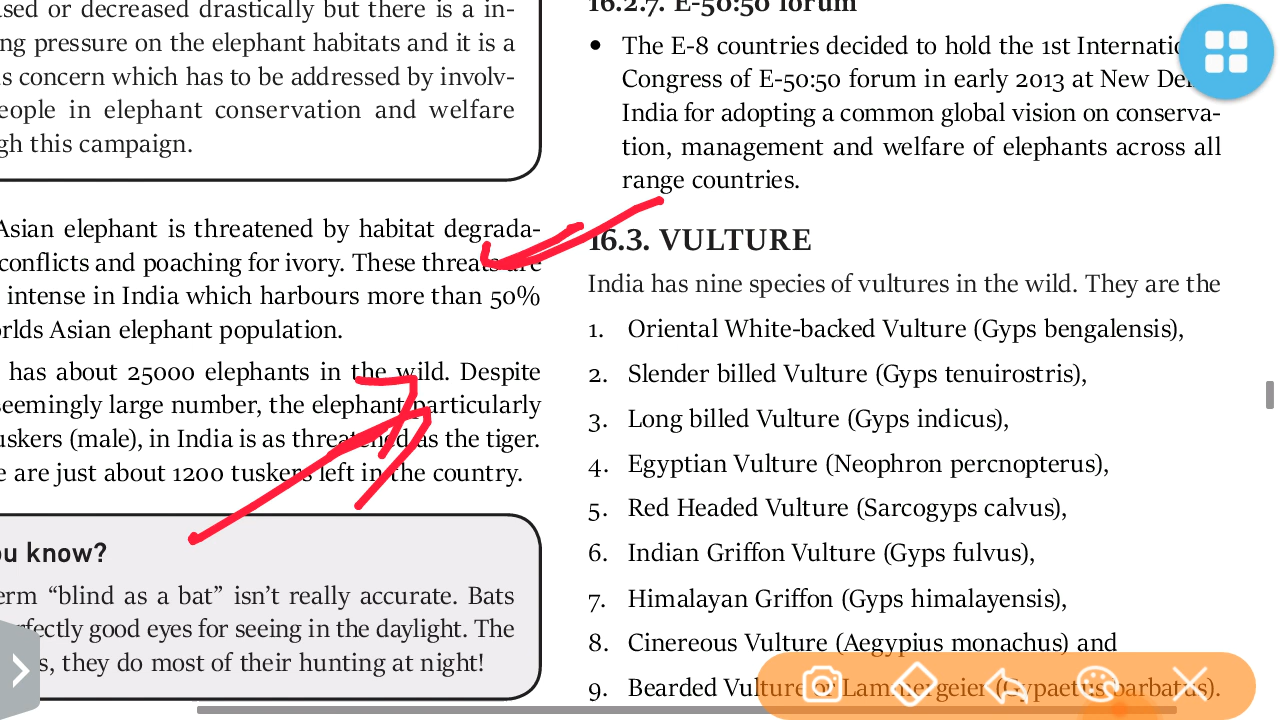 sed or decreased drastically but there is a in-
ng pressure on the elephant habitats and it is a
s concern which has to be addressed by involv-
eople in elephant conservation and welfare
gh this campaign.
Asian elephant is threatened by habitat degrada-
conflicts and poaching for ivory. These threats are
intense in India which harbours more than 50%
orlds Asian elephant population.
has about 25000 elephants in the wild. Despite
seemingly large number, the elephant particularly
uskers (male), in India is as threatened as the tiger.
e are just about 1200 tuskers left in the country.
ou know?
erm “blind as a bat” isn’t really accurate. Bats
rfectly good eyes for seeing in the daylight. The
s, they do most of their hunting at night!
16.2.7. E-50:50 forum
• The E-8 countries decided to hold the 1st Internatio
Congress of E-50:50 forum in early 2013 at New De
India for adopting a common global vision on conserva-
tion, management and welfare of elephants across all
range countries.
16.3. VULTURE
India has nine species of vultures in the wild. They are the
1. Oriental White-backed Vulture (Gyps bengalensis),
2. Slender billed Vulture (Gyps tenuirostris),
3. Long billed Vulture (Gyps indicus),
4. Egyptian Vulture (Neophron percnopterus),
5. Red Headed Vulture (Sarcogyps calvus),
6. Indian Griffon Vulture (Gyps fulvus),
7. Himalayan Griffon (Gyps himalayensis),
8. Cinereous Vulture (Aegypius monachus) and
9. Bearded Vulture or Lammergeier (Gypaetus barbatus).